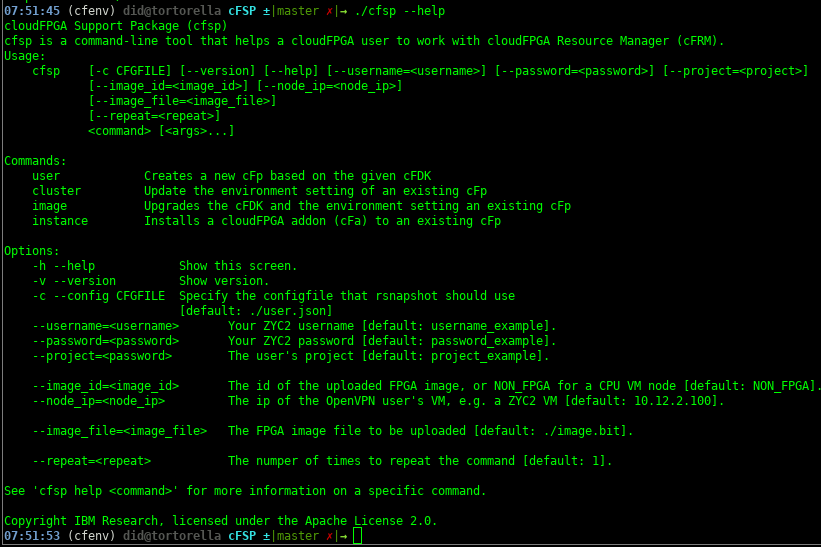 07:51:45 (cfenv) did@tortorella cFSP ±|master ✗|→ ./cfsp --help
cloudFPGA Support Package (cfsp)
cfsp is a command-line tool that helps a cloudFPGA user to work with cloudFPGA Resource Manager (cFRM).
Usage:
    cfsp    [-c CFGFILE] [--version] [--help] [--username=<username>] [--password=<password>] [--project=<project>]
            [--image_id=<image_id>] [--node_ip=<node_ip>]
            [--image_file=<image_file>]
            [--repeat=<repeat>]
            <command> [<args>...]

Commands:
    user            Creates a new cFp based on the given cFDK
    cluster         Update the environment setting of an existing cFp
    image           Upgrades the cFDK and the environment setting an existing cFp
    instance        Installs a cloudFPGA addon (cFa) to an existing cFp

Options:
    -h --help            Show this screen.
    -v --version         Show version.
    -c --config CFGFILE  Specify the configfile that rsnapshot should use
                         [default: ./user.json]
    --username=<username>       Your ZYC2 username [default: username_example].
    --password=<password>       Your ZYC2 password [default: password_example].
    --project=<password>        The user's project [default: project_example].

    --image_id=<image_id>       The id of the uploaded FPGA image, or NON_FPGA for a CPU VM node [default: NON_FPGA].
    --node_ip=<node_ip>         The ip of the OpenVPN user's VM, e.g. a ZYC2 VM [default: 10.12.2.100].

    --image_file=<image_file>   The FPGA image file to be uploaded [default: ./image.bit].

    --repeat=<repeat>           The numper of times to repeat the command [default: 1].

See 'cfsp help <command>' for more information on a specific command.

Copyright IBM Research, licensed under the Apache License 2.0.
07:51:53 (cfenv) did@tortorella cFSP ±|master ✗|→